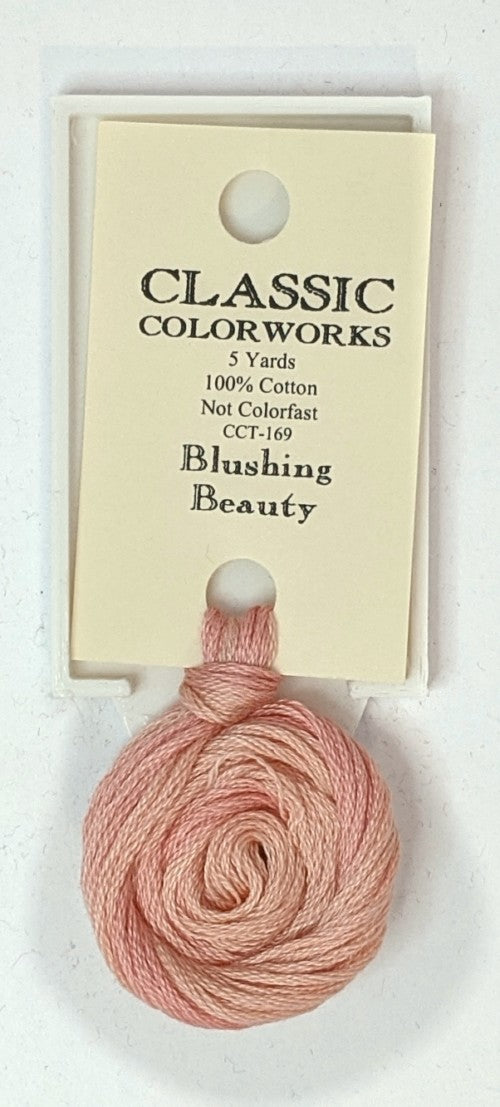 CLASSIC
COLORWORKS
5 Yards
100% Cotton
Not Colorfast
CCT-169
Blushing
Beauty